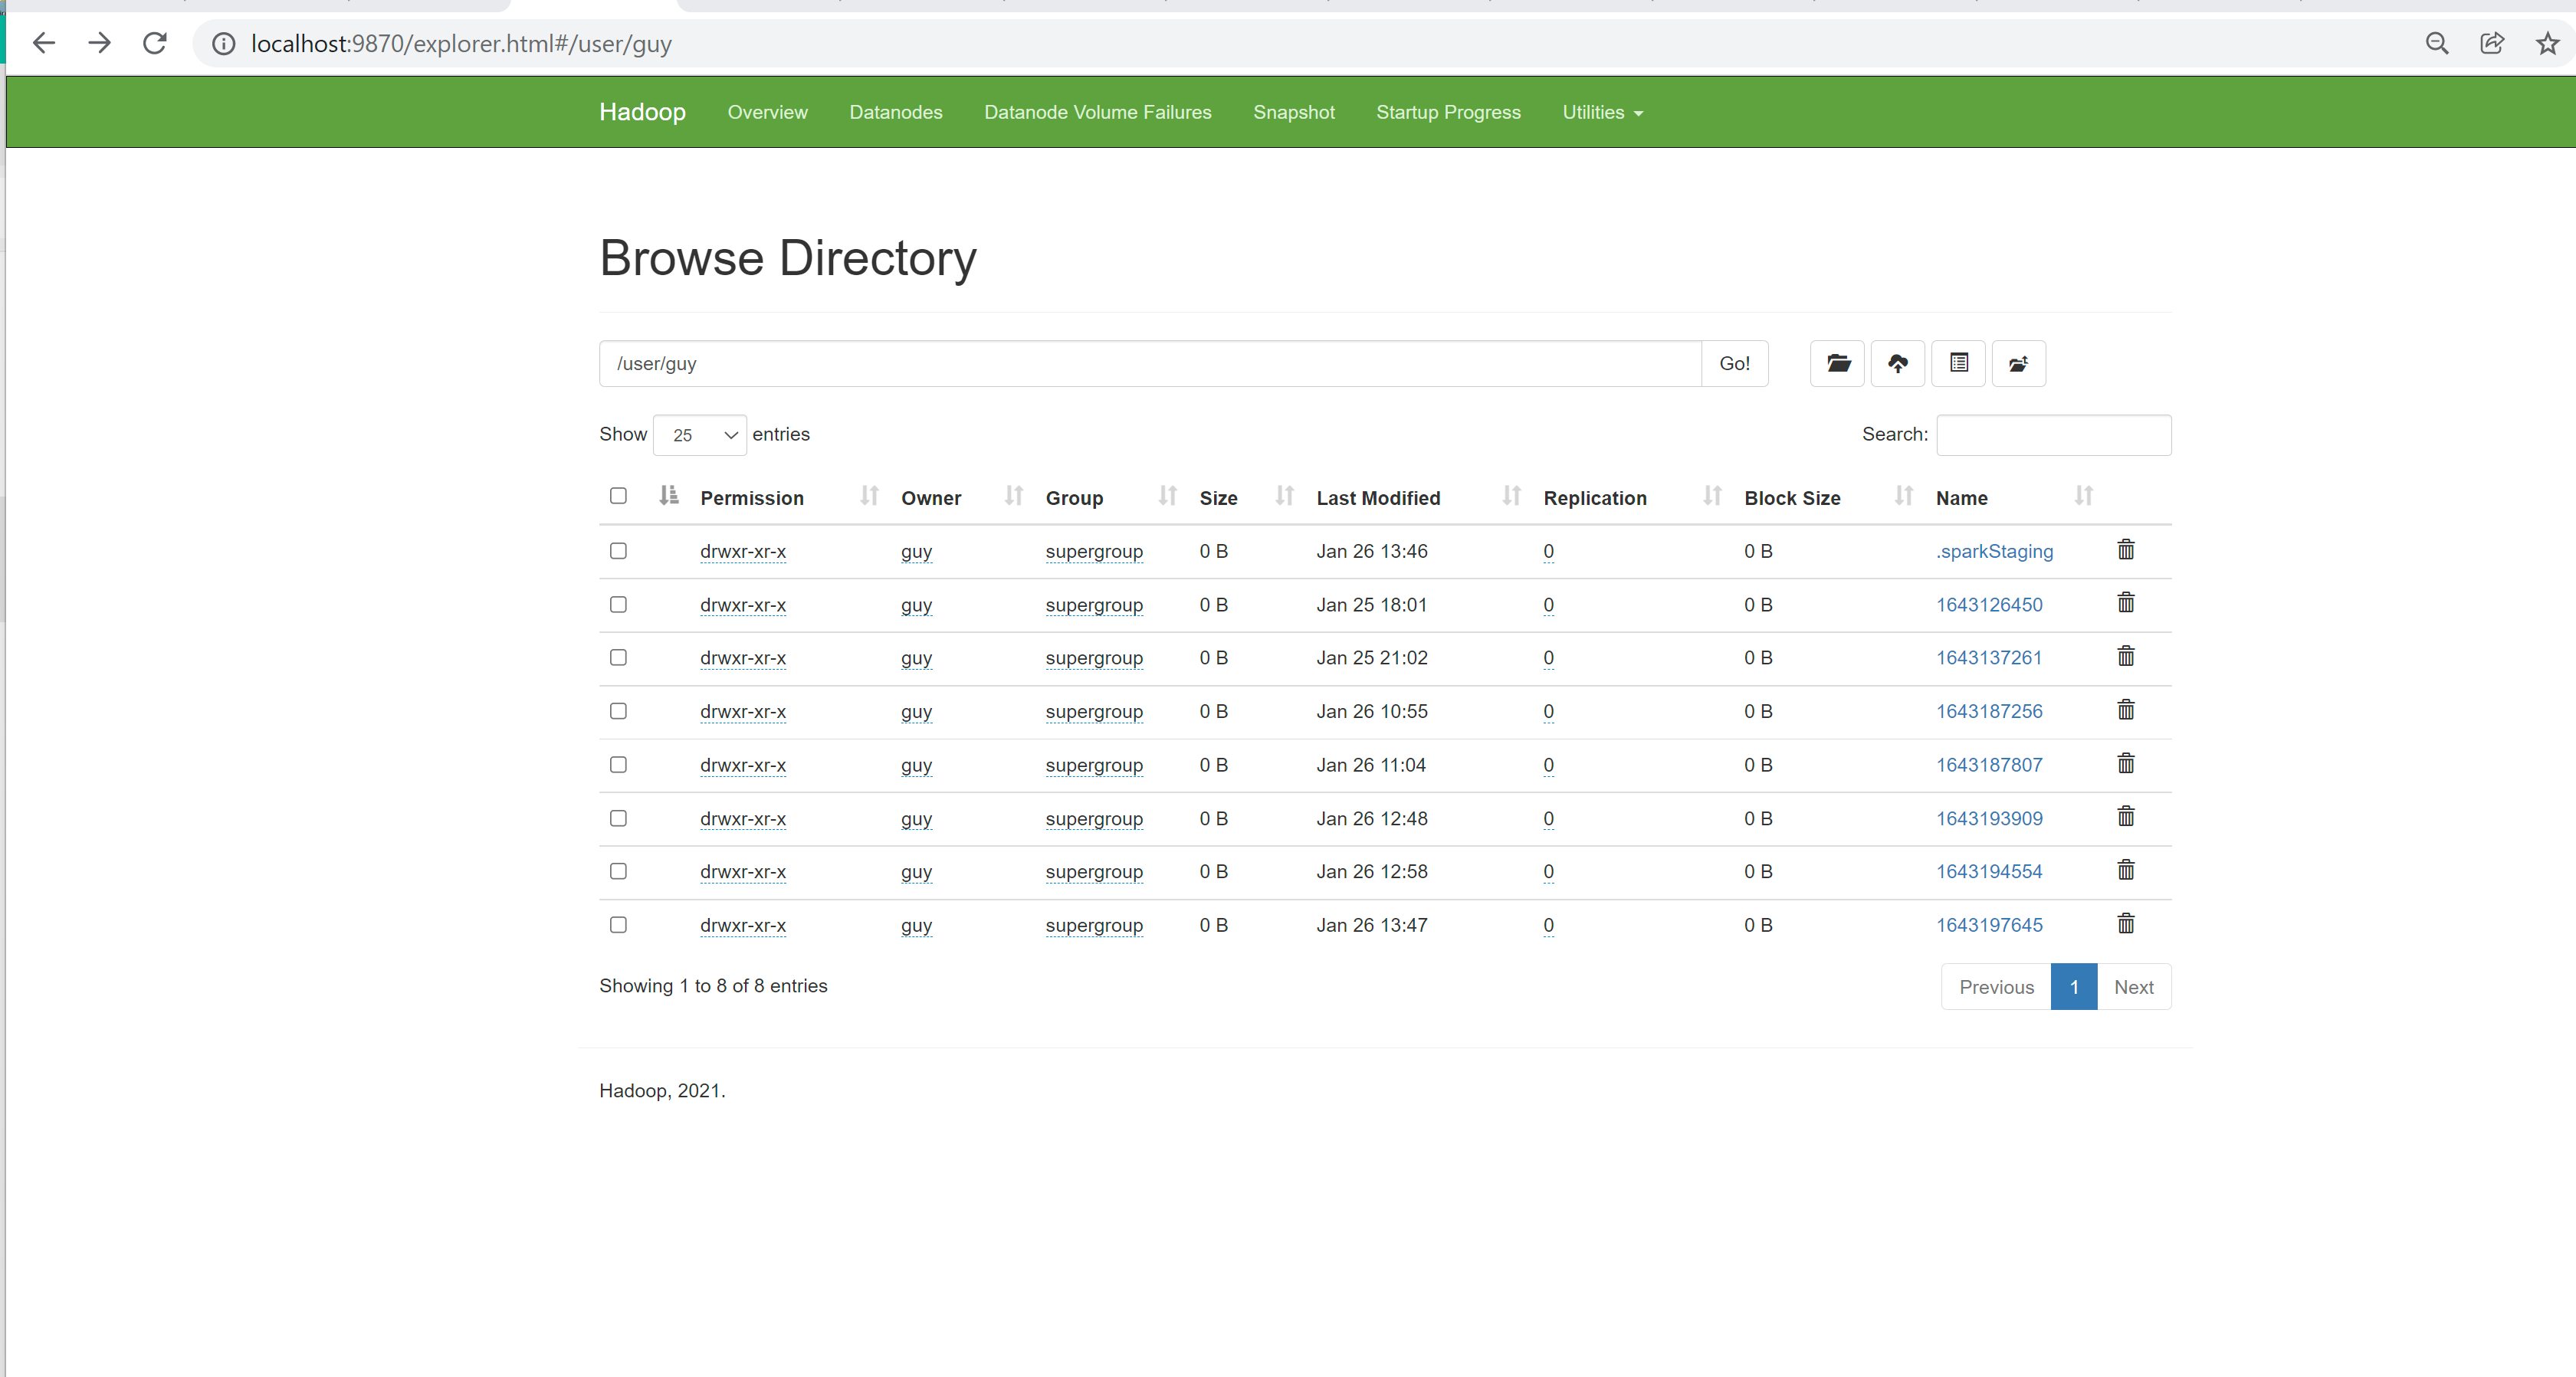 localhost:9870/explorer.html#/user/guy
Hadoop Overview Datanodes Datanode Volume Failures Snapshot Startup Progress Utilities
Browse Directory
/user/guy Go!
Show 25 entries Search:
Permission Owner Group Size Last Modified Replication Block Size Name
drwxr-xr-x guy supergroup 0 B Jan 26 13:46 0 0 B .sparkStaging
drwxr-xr-x guy supergroup 0 B Jan 25 18:01 0 0 B 1643126450
drwxr-xr-x guy supergroup 0 B Jan 25 21:02 0 0 B 1643137261
drwxr-xr-x guy supergroup 0 B Jan 26 10:55 0 0 B 1643187256
drwxr-xr-x guy supergroup 0 B Jan 26 11:04 0 0 B 1643187807
drwxr-xr-x guy supergroup 0 B Jan 26 12:48 0 0 B 1643193909
drwxr-xr-x guy supergroup 0 B Jan 26 12:58 0 0 B 1643194554
drwxr-xr-x guy supergroup 0 B Jan 26 13:47 0 0 B 1643197645
Showing 1 to 8 of 8 entries Previous 1 Next
Hadoop, 2021.